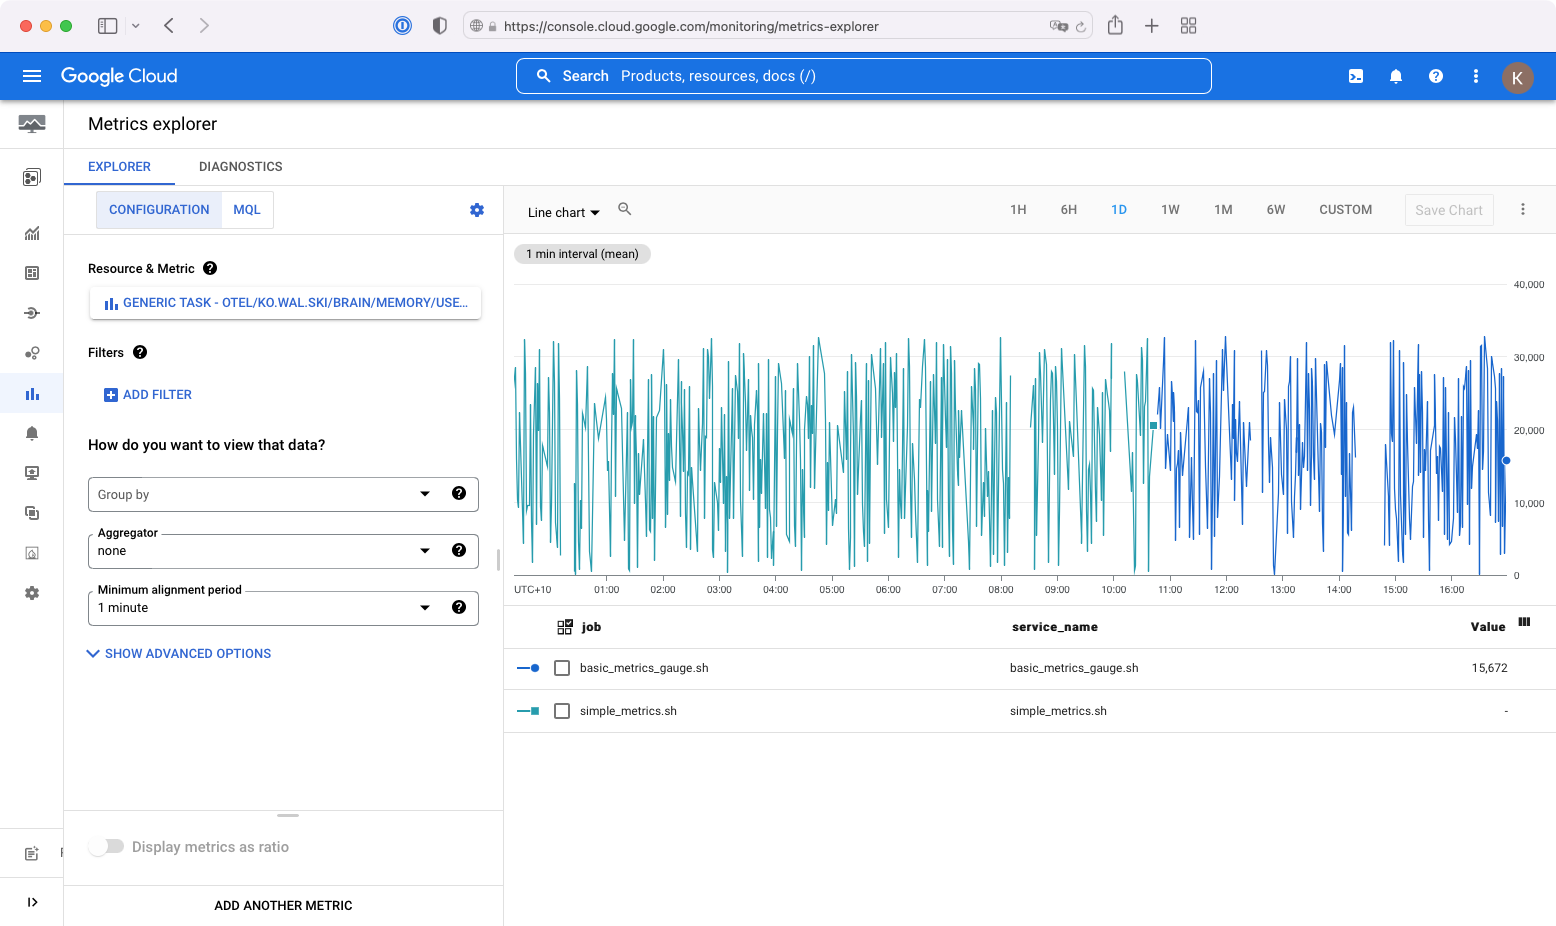 https://console.cloud.google.com/monitoring/metrics-explorer
Google Cloud
Search Products, resources, docs (/)
K
Metrics explorer
EXPLORER DIAGNOSTICS
CONFIGURATION MQL
Line chart
1H 6H 1D 1W 1M 6W CUSTOM Save Chart
1 min interval (mean)
Resource & Metric
GENERIC TASK - OTEL/KO.WAL.SKI/BRAIN/MEMORY/USE...
Filters
ADD FILTER
How do you want to view that data?
Group by
Aggregator
none
Minimum alignment period
1 minute
SHOW ADVANCED OPTIONS
40,000
30,000
20,000
10,000
0
UTC+10 01:00 02:00 03:00 04:00 05:00 06:00 07:00 08:00 09:00 10:00 11:00 12:00 13:00 14:00 15:00 16:00
job service_name Value
basic_metrics_gauge.sh basic_metrics_gauge.sh 15,672
simple_metrics.sh simple_metrics.sh -
Display metrics as ratio
ADD ANOTHER METRIC